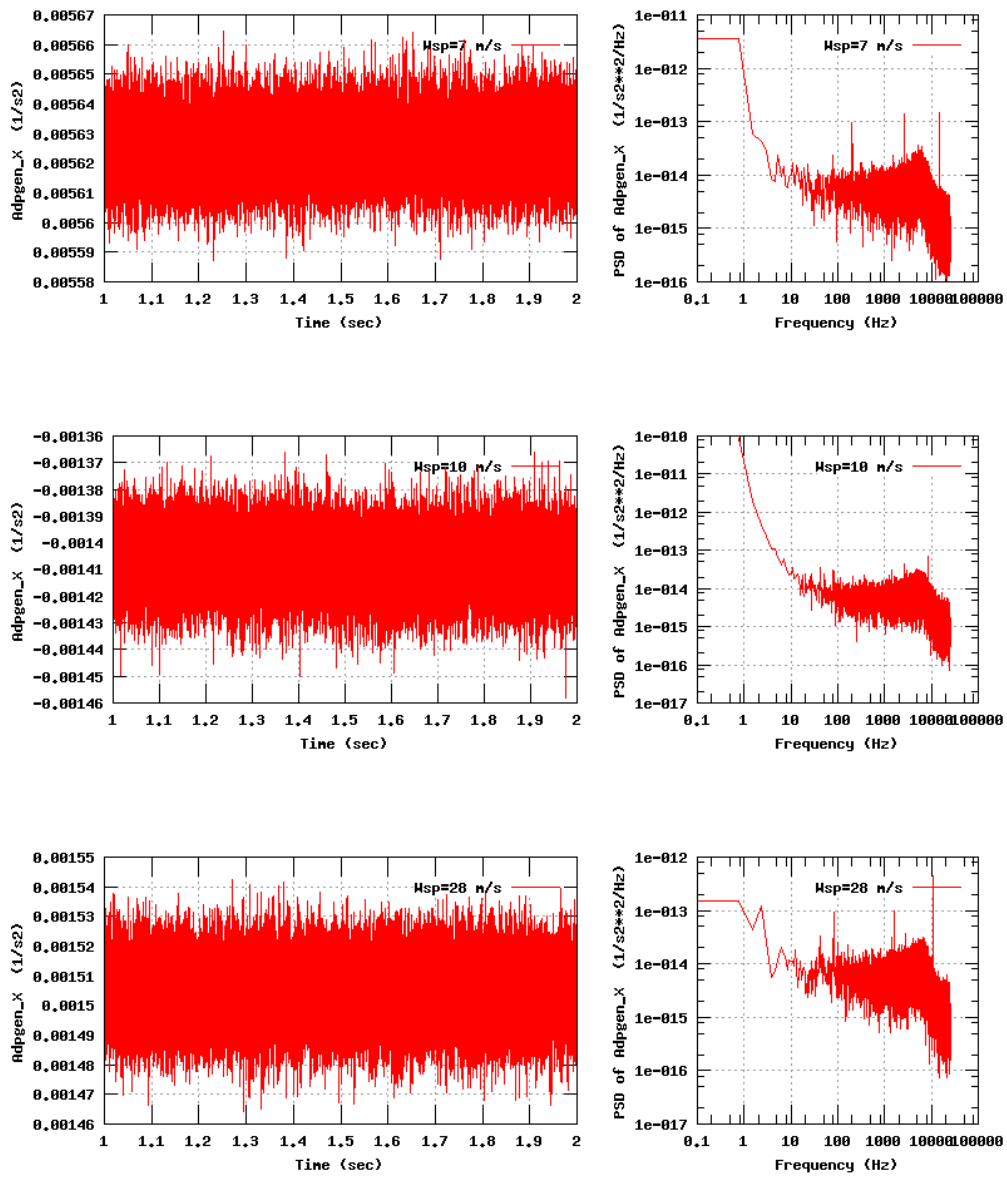 Adpgen_X (1/s2)
0.00567
0.00566
0.00565
0.00564
0.00563
0.00562
0.00561
0.0056
0.00559
0.00558
Wsp=7 m/s
1 1.1 1.2 1.3 1.4 1.5 1.6 1.7 1.8 1.9 2
Time (sec)
PSD of Adpgen_X (1/s2**2/Hz)
1e-011
1e-012
1e-013
1e-014
1e-015
1e-016
Wsp=7 m/s
0.1 1 10 100 1000 10000 100000
Frequency (Hz)
Adpgen_X (1/s2)
-0.00136
-0.00137
-0.00138
-0.00139
-0.0014
-0.00141
-0.00142
-0.00143
-0.00144
-0.00145
-0.00146
Wsp=10 m/s
1 1.1 1.2 1.3 1.4 1.5 1.6 1.7 1.8 1.9 2
Time (sec)
PSD of Adpgen_X (1/s2**2/Hz)
1e-010
1e-011
1e-012
1e-013
1e-014
1e-015
1e-016
1e-017
Wsp=10 m/s
0.1 1 10 100 1000 10000 100000
Frequency (Hz)
Adpgen_X (1/s2)
0.00155
0.00154
0.00153
0.00152
0.00151
0.0015
0.00149
0.00148
0.00147
0.00146
Wsp=28 m/s
1 1.1 1.2 1.3 1.4 1.5 1.6 1.7 1.8 1.9 2
Time (sec)
PSD of Adpgen_X (1/s2**2/Hz)
1e-012
1e-013
1e-014
1e-015
1e-016
1e-017
Wsp=28 m/s
0.1 1 10 100 1000 10000 100000
Frequency (Hz)